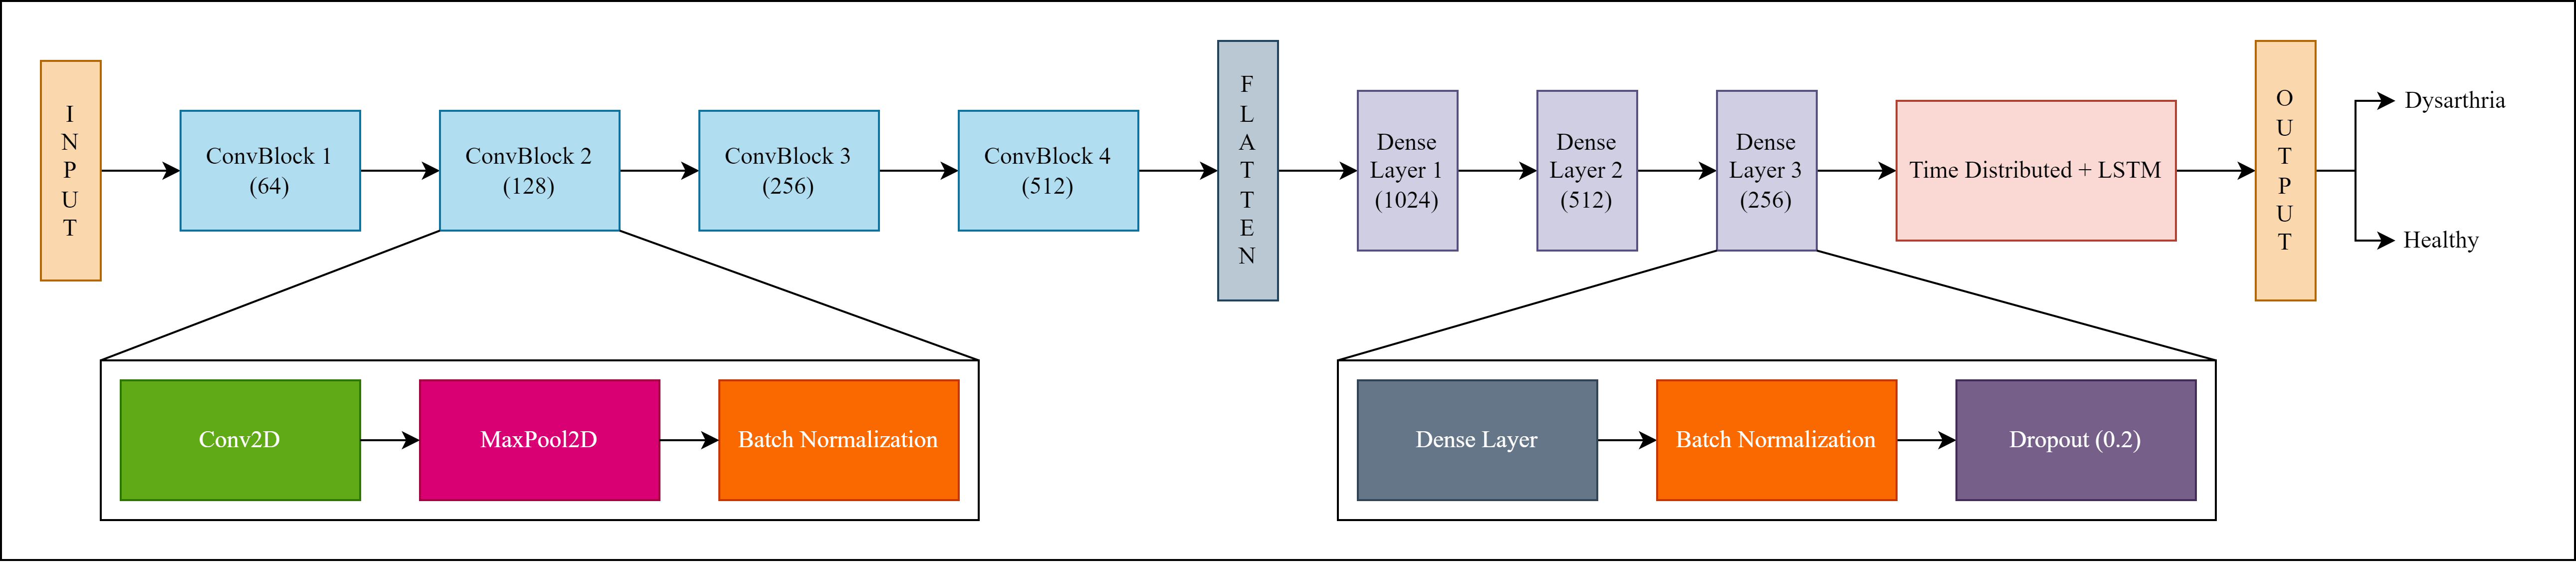 INPUT
ConvBlock 1
(64)
ConvBlock 2
(128)
ConvBlock 3
(256)
ConvBlock 4
(512)
FLATTEN
Dense
Layer 1
(1024)
Dense
Layer 2
(512)
Dense
Layer 3
(256)
Time Distributed + LSTM
OUTPUT
Dysarthria
Healthy
Conv2D
MaxPool2D
Batch Normalization
Dense Layer
Batch Normalization
Dropout (0.2)